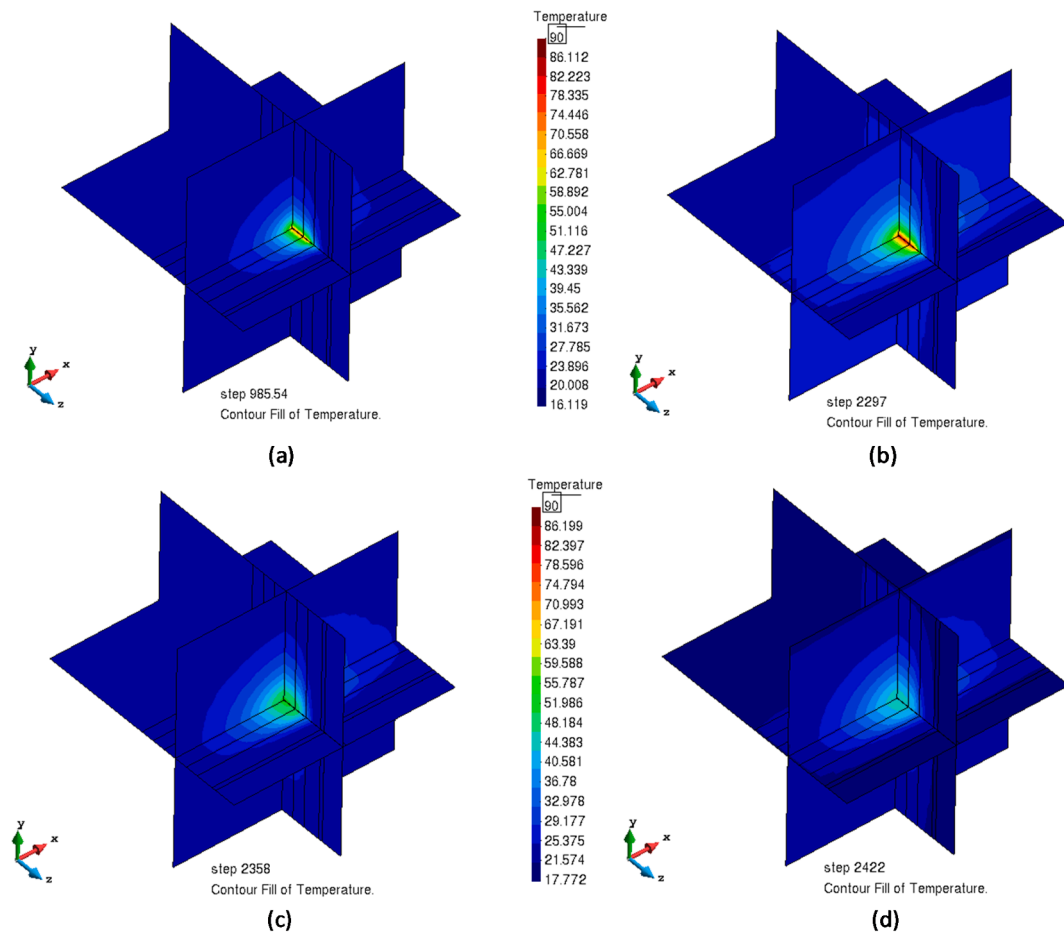 Temperature
90
86.112
82.223
78.335
74.446
70.558
66.669
62.781
58.892
55.004
51.116
47.227
43.339
39.45
35.562
31.673
27.785
23.896
20.008
16.119
y
x
z
step 985.54
Contour Fill of Temperature.
(a)
y
x
z
step 2297
Contour Fill of Temperature.
(b)
Temperature
90
86.199
82.397
78.596
74.794
70.993
67.191
63.39
59.588
55.787
51.986
48.184
44.383
40.581
36.78
32.978
29.177
25.375
21.574
17.772
y
x
z
step 2358
Contour Fill of Temperature.
(c)
y
x
z
step 2422
Contour Fill of Temperature.
(d)